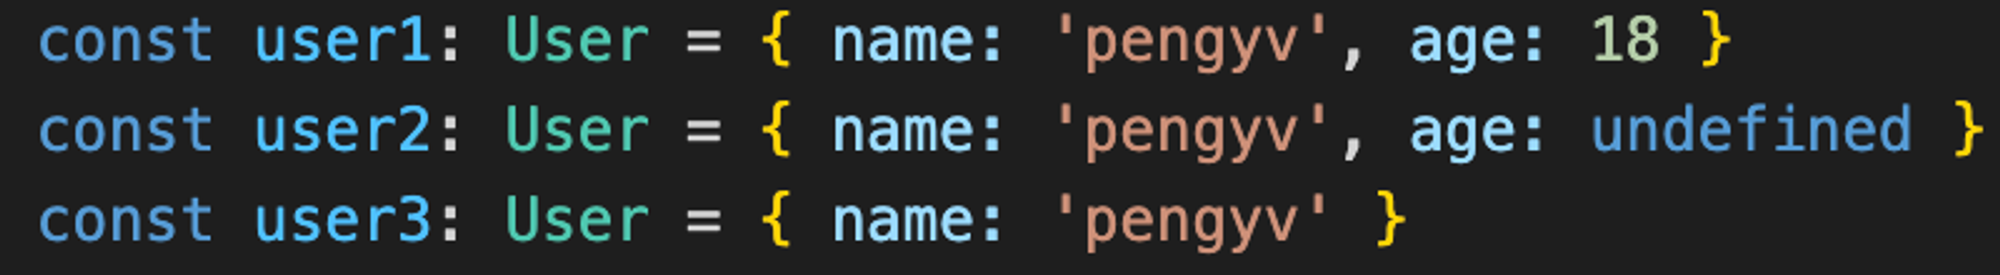 const user1: User = { name: 'pengyv', age: 18 }
const user2: User = { name: 'pengyv', age: undefined }
const user3: User = { name: 'pengyv' }